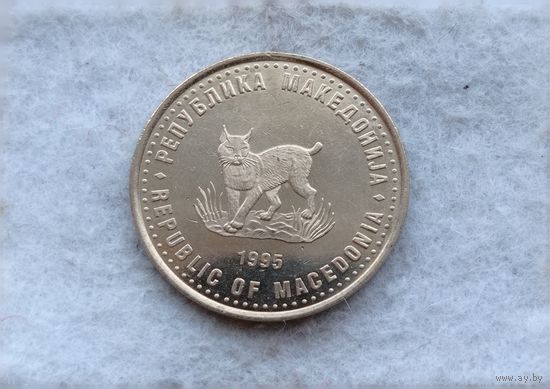 РЕПУБЛИКА МАКЕДОНИЈА
1995
REPUBLIC OF MACEDONIA
www.ay.by